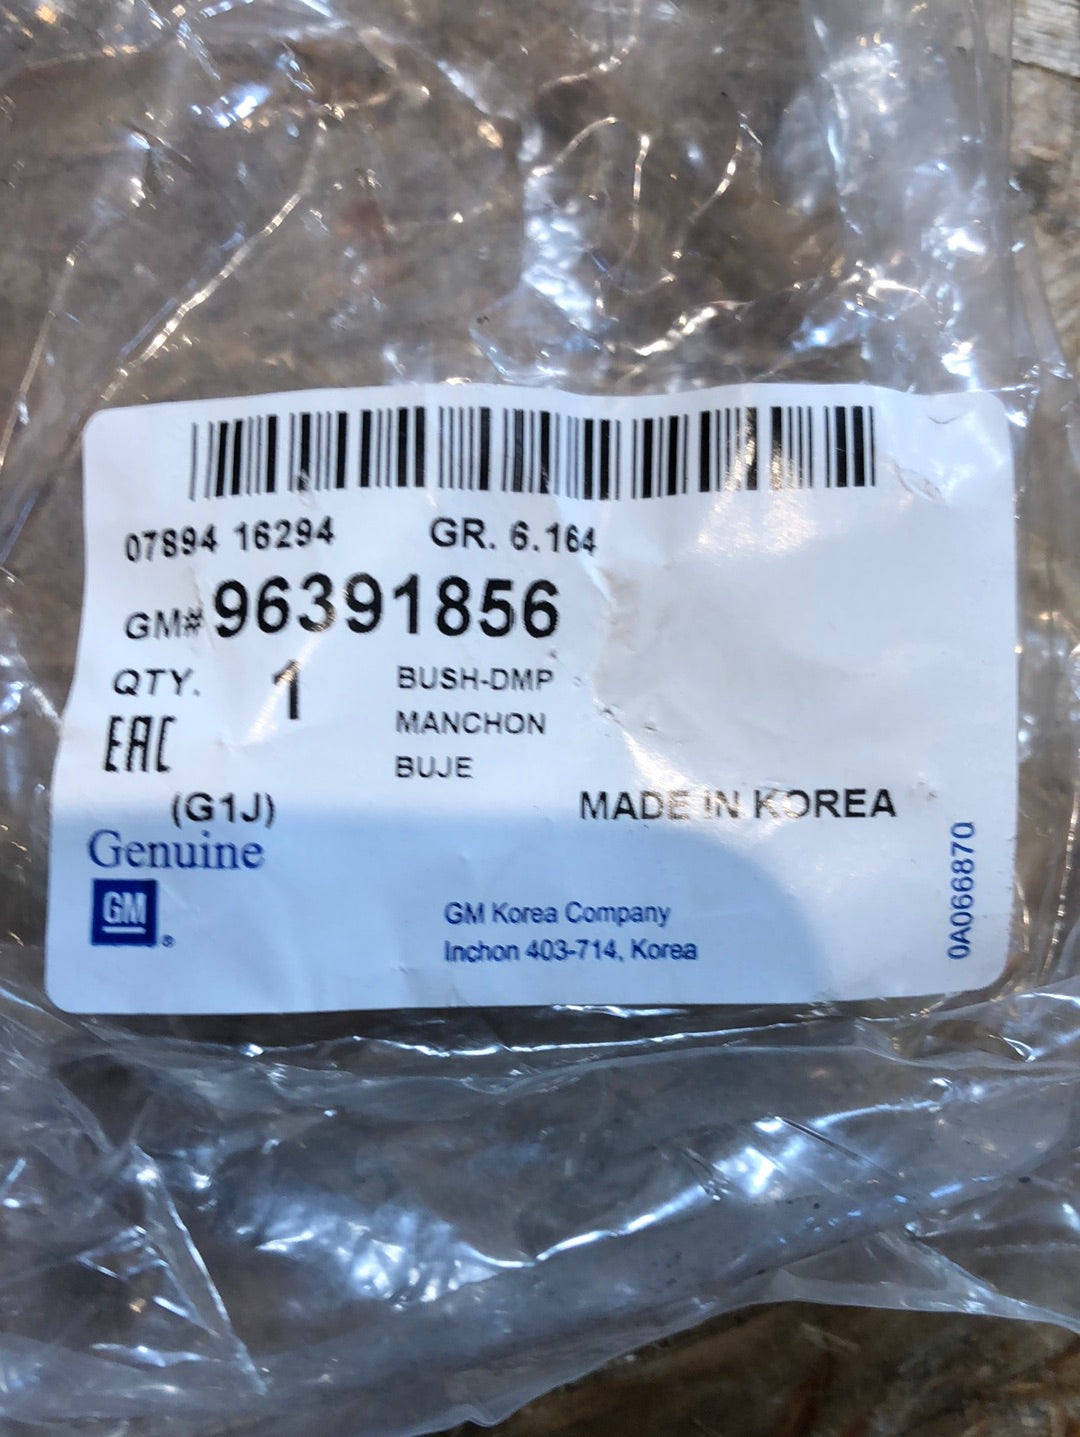 07894 16294 GR. 6.164
GM# 96391856
QTY. 1 BUSH-DMP
MANCHON
EAC
BUJE
(G1J) MADE IN KOREA
Genuine
GM ®
GM Korea Company
Inchon 403-714, Korea
0A066870